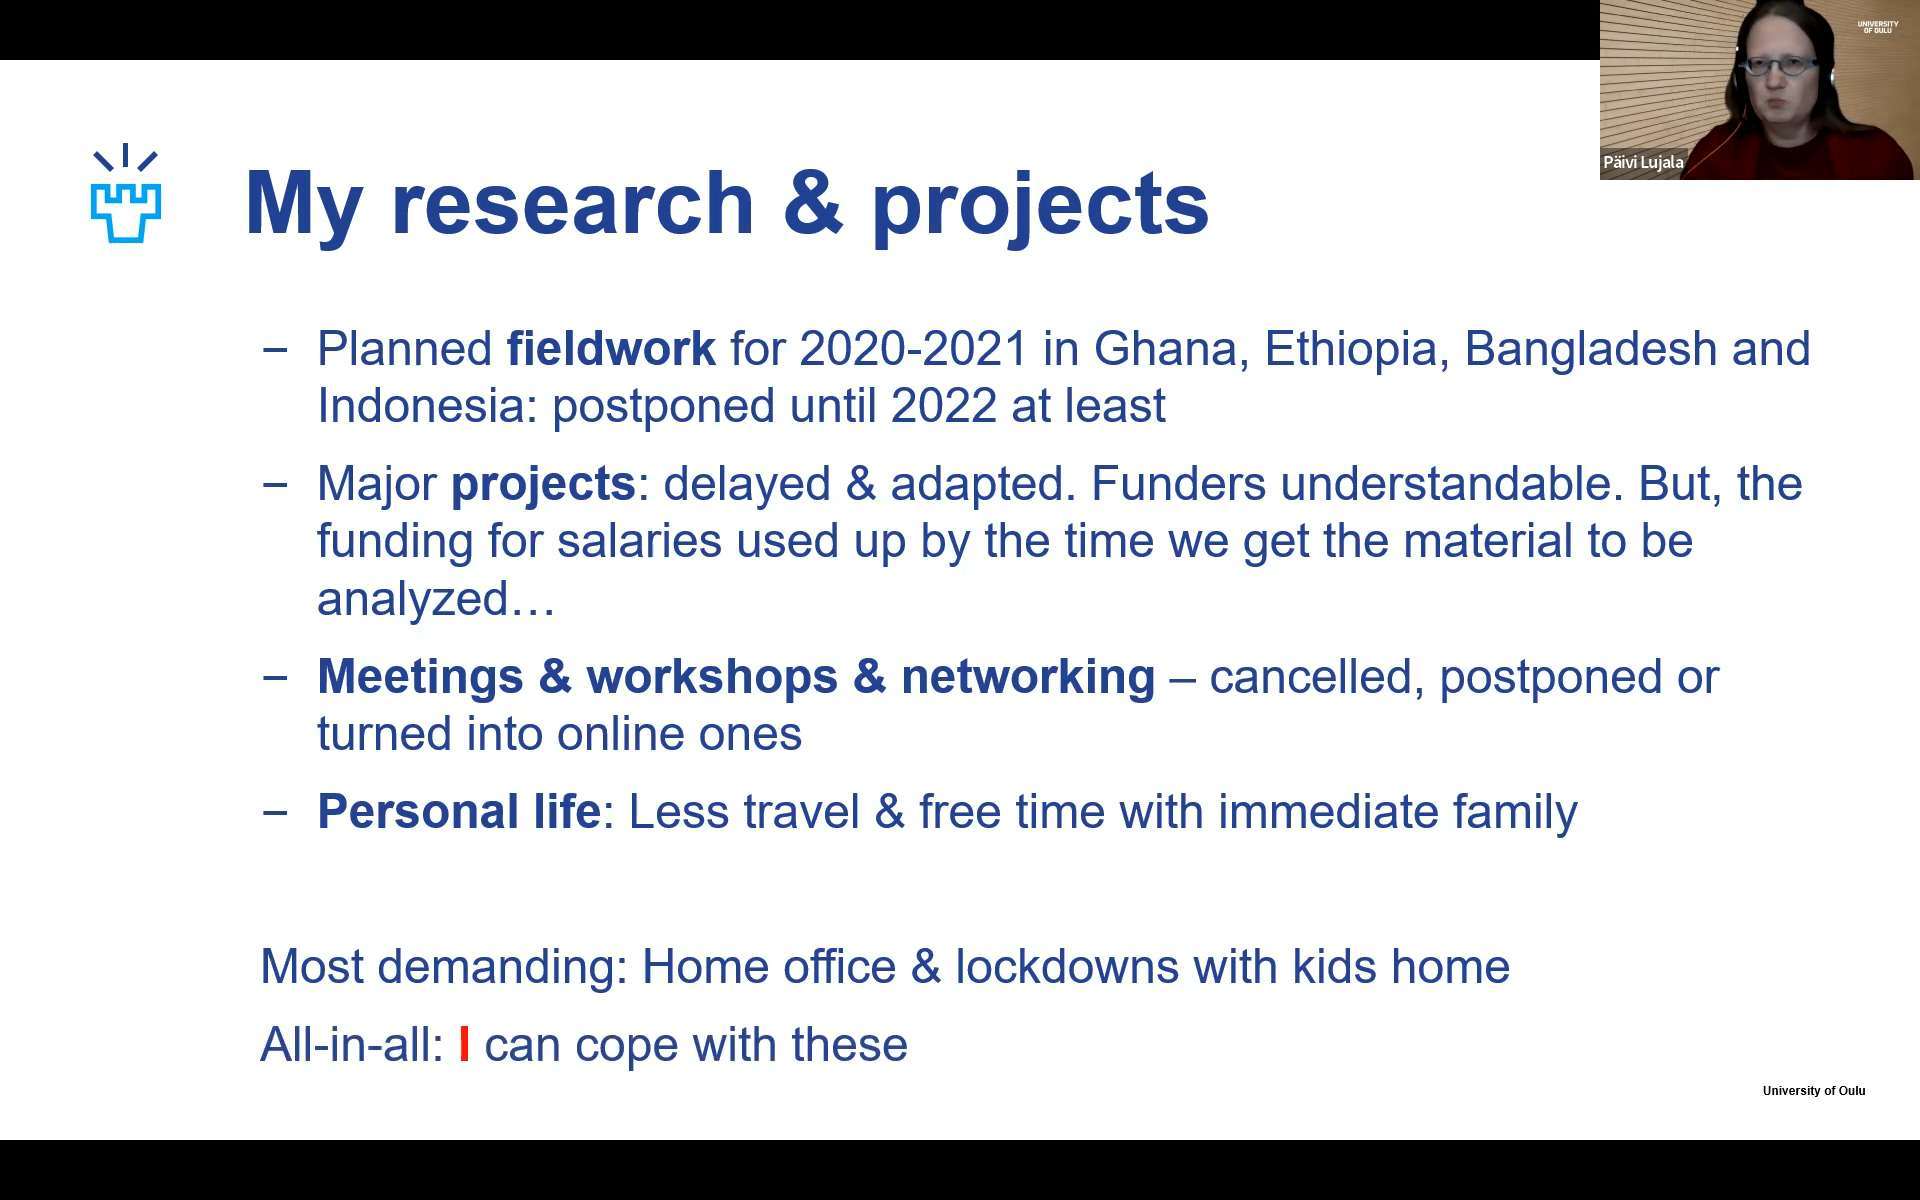 UNIVERSITY
OF OULU
Päivi Lujala
My research & projects
– Planned fieldwork for 2020-2021 in Ghana, Ethiopia, Bangladesh and
Indonesia: postponed until 2022 at least
– Major projects: delayed & adapted. Funders understandable. But, the
funding for salaries used up by the time we get the material to be
analyzed…
– Meetings & workshops & networking – cancelled, postponed or
turned into online ones
– Personal life: Less travel & free time with immediate family
Most demanding: Home office & lockdowns with kids home
All-in-all: I can cope with these
University of Oulu